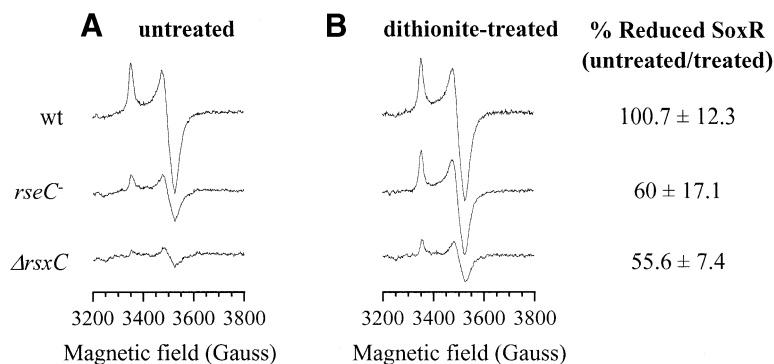 A untreated B dithionite-treated % Reduced SoxR
(untreated/treated)
wt 100.7 ± 12.3
rseC- 60 ± 17.1
ΔrsxC 55.6 ± 7.4
3200 3400 3600 3800 3200 3400 3600 3800
Magnetic field (Gauss) Magnetic field (Gauss)